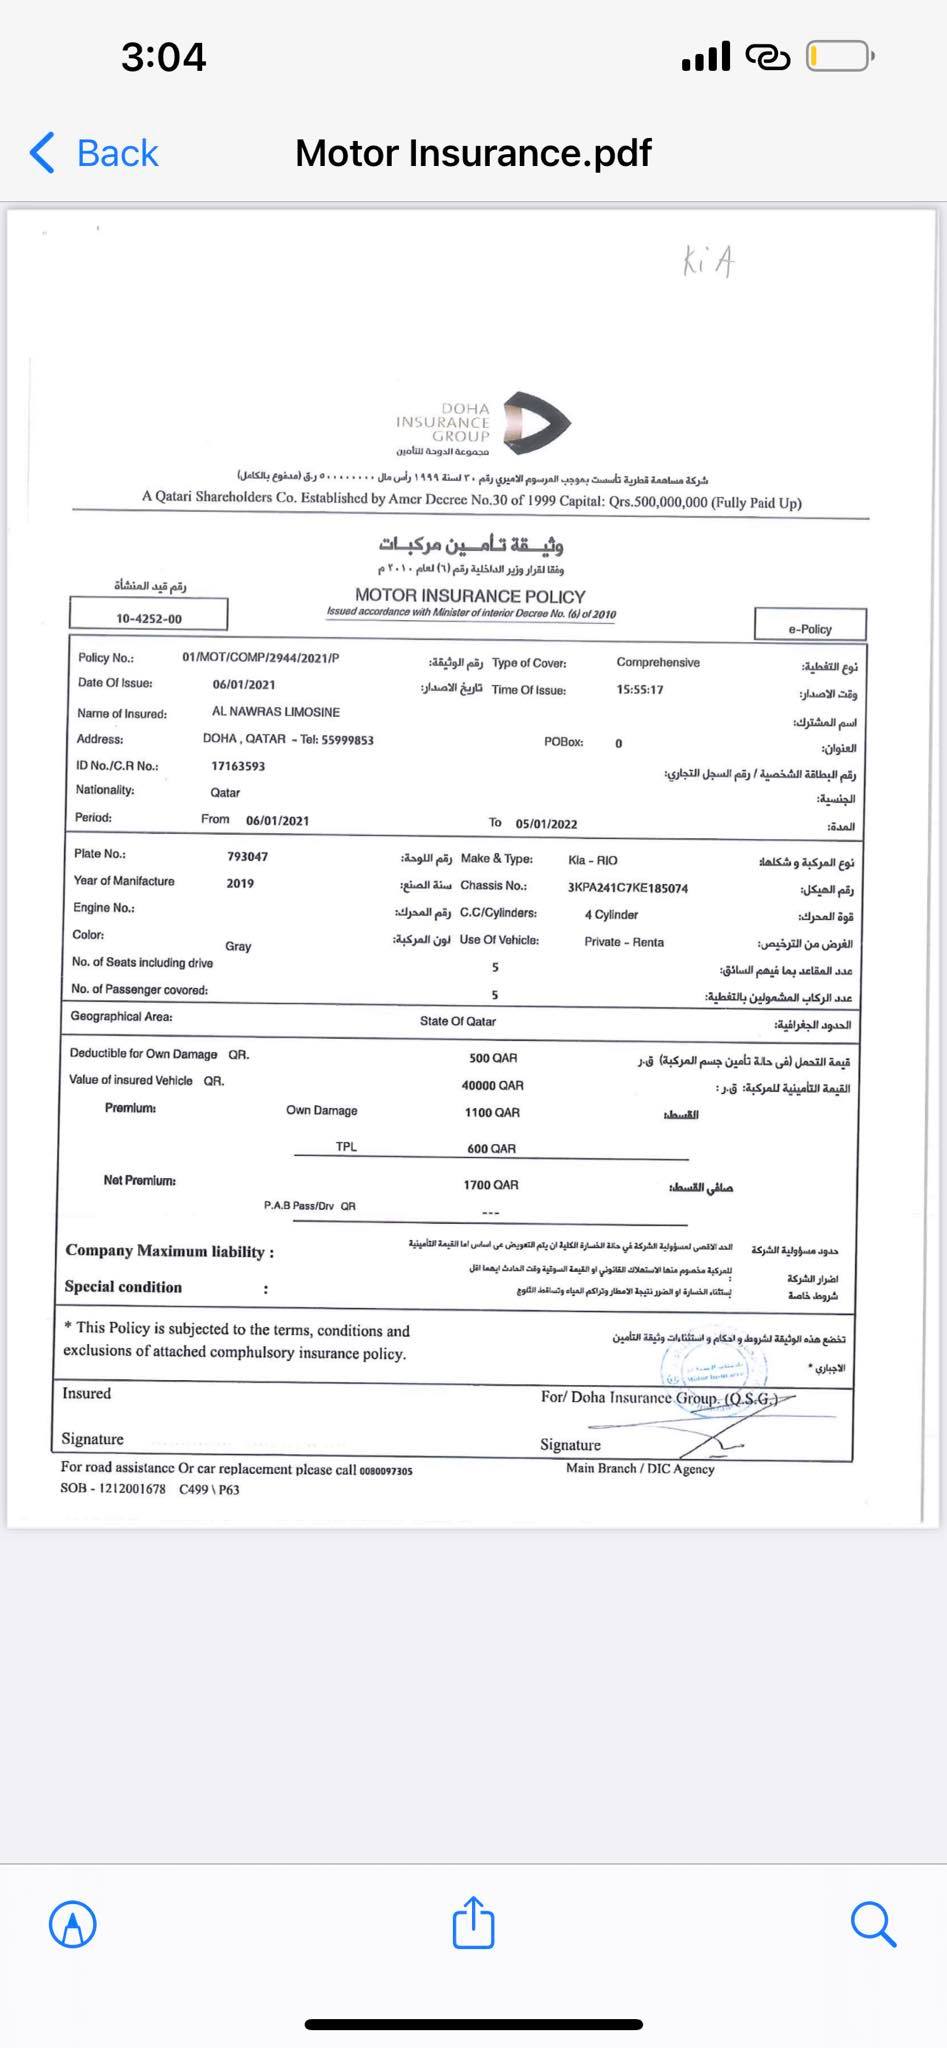 3:04
Back
Motor Insurance.pdf
KiA
DOHA
INSURANCE
GROUP
مجموعة الدوحة للتأمين
شركة مساهمة قطرية تأسست بموجب المرسوم الاميري رقم ٣٠ لسنة ١٩٩٩ رأس مال ٥٠٠٠٠٠٠٠٠ ر.ق (مدفوع بالكامل)
A Qatari Shareholders Co. Established by Amer Decree No.30 of 1999 Capital: Qrs.500,000,000 (Fully Paid Up)
وثيـــقة تـأمـــين مركـبـات
وفقا لقرار وزير الداخلية رقم (٦) لعام ٢٠١٠ م
رقم قيد المنشأة
MOTOR INSURANCE POLICY
Issued accordance with Minister of interior Decree No. (6) of 2010
10-4252-00
e-Policy
Policy No.: 01/MOT/COMP/2944/2021/P رقم الوثيقة: Type of Cover: Comprehensive نوع التغطية:
Date Of Issue: 06/01/2021 تاريخ الاصدار: Time Of Issue: 15:55:17 وقت الاصدار:
Name of Insured: AL NAWRAS LIMOSINE اسم المشترك:
Address: DOHA , QATAR - Tel: 55999853 POBox: 0 العنوان:
ID No./C.R No.: 17163593 رقم البطاقة الشخصية / رقم السجل التجاري:
Nationality: Qatar الجنسية:
Period: From 06/01/2021 To 05/01/2022 المدة:
Plate No.: 793047 رقم اللوحة: Make & Type: Kia - RIO نوع المركبة و شكلها:
Year of Manifacture 2019 سنة الصنع: Chassis No.: 3KPA241C7KE185074 رقم الهيكل:
Engine No.: رقم المحرك: C.C/Cylinders: 4 Cylinder قوة المحرك:
Color: Gray لون المركبة: Use Of Vehicle: Private - Renta الغرض من الترخيص:
No. of Seats including drive 5 عدد المقاعد بما فيهم السائق:
No. of Passenger covored: 5 عدد الركاب المشمولين بالتغطية:
Geographical Area: State Of Qatar الحدود الجغرافية:
Deductible for Own Damage QR. 500 QAR قيمة التحمل (في حالة تأمين جسم المركبة) ق.ر
Value of insured Vehicle QR. 40000 QAR القيمة التأمينية للمركبة: ق.ر :
Premium: Own Damage 1100 QAR القسط:
TPL 600 QAR
Net Premium: 1700 QAR صافي القسط:
P.A.B Pass/Drv QR ---
Company Maximum liability : الحد الاقصى لمسؤولية الشركة في حالة الخسارة الكلية ان يتم التعويض عى اساس اما القيمة التأمينية حدود مسؤولية الشركة
للمركبة مخصوم منها الاستهلاك القانوني او القيمة السوقية وقت الحادث ايهما اقل : اضرار الشركة
Special condition : إستثناء الخسارة او الضرر نتيجة الامطار وتراكم المياه وتساقط الثلوج شروط خاصة
* This Policy is subjected to the terms, conditions and تخضع هذه الوثيقة لشروط و احكام و استثناءات وثيقة التأمين
exclusions of attached comphulsory insurance policy. الاجباري *
Motor Insurance
Insured For/ Doha Insurance Group. (Q.S.G.)
Signature Signature
For road assistance Or car replacement please call 0080097305 Main Branch / DIC Agency
SOB - 1212001678 C499 \ P63